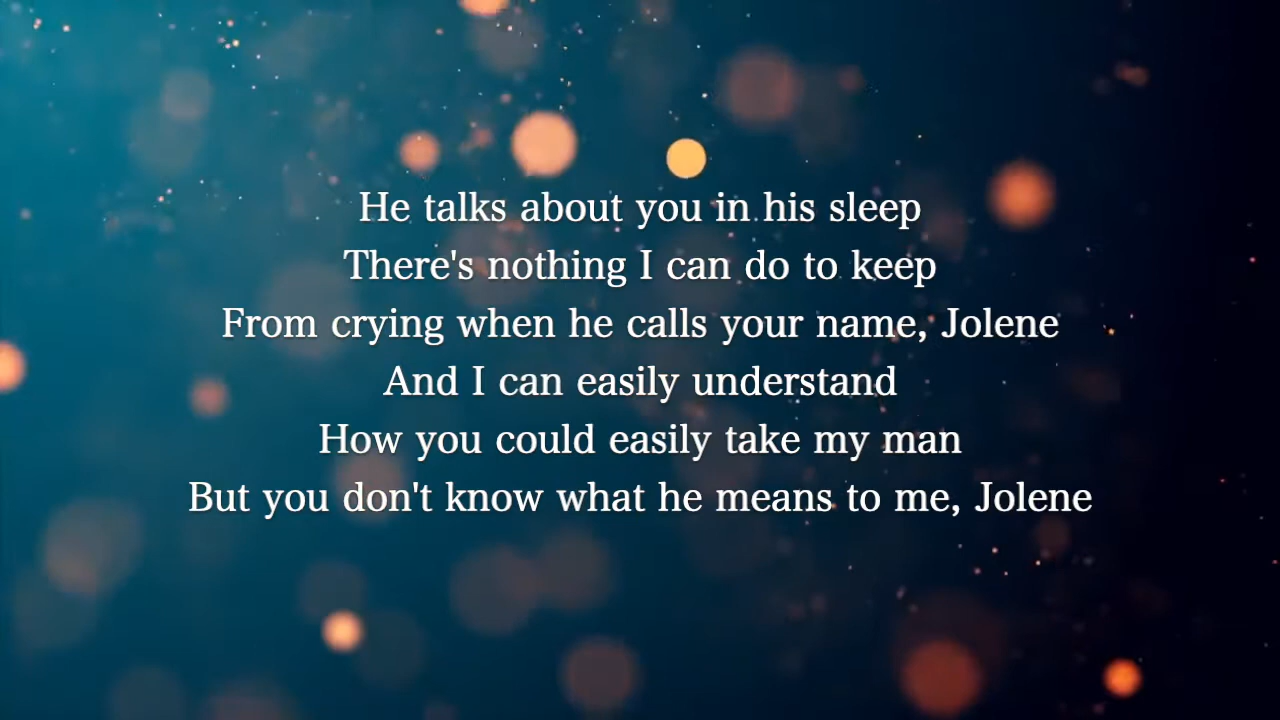 He talks about you in his sleep
There's nothing I can do to keep
From crying when he calls your name, Jolene
And I can easily understand
How you could easily take my man
But you don't know what he means to me, Jolene